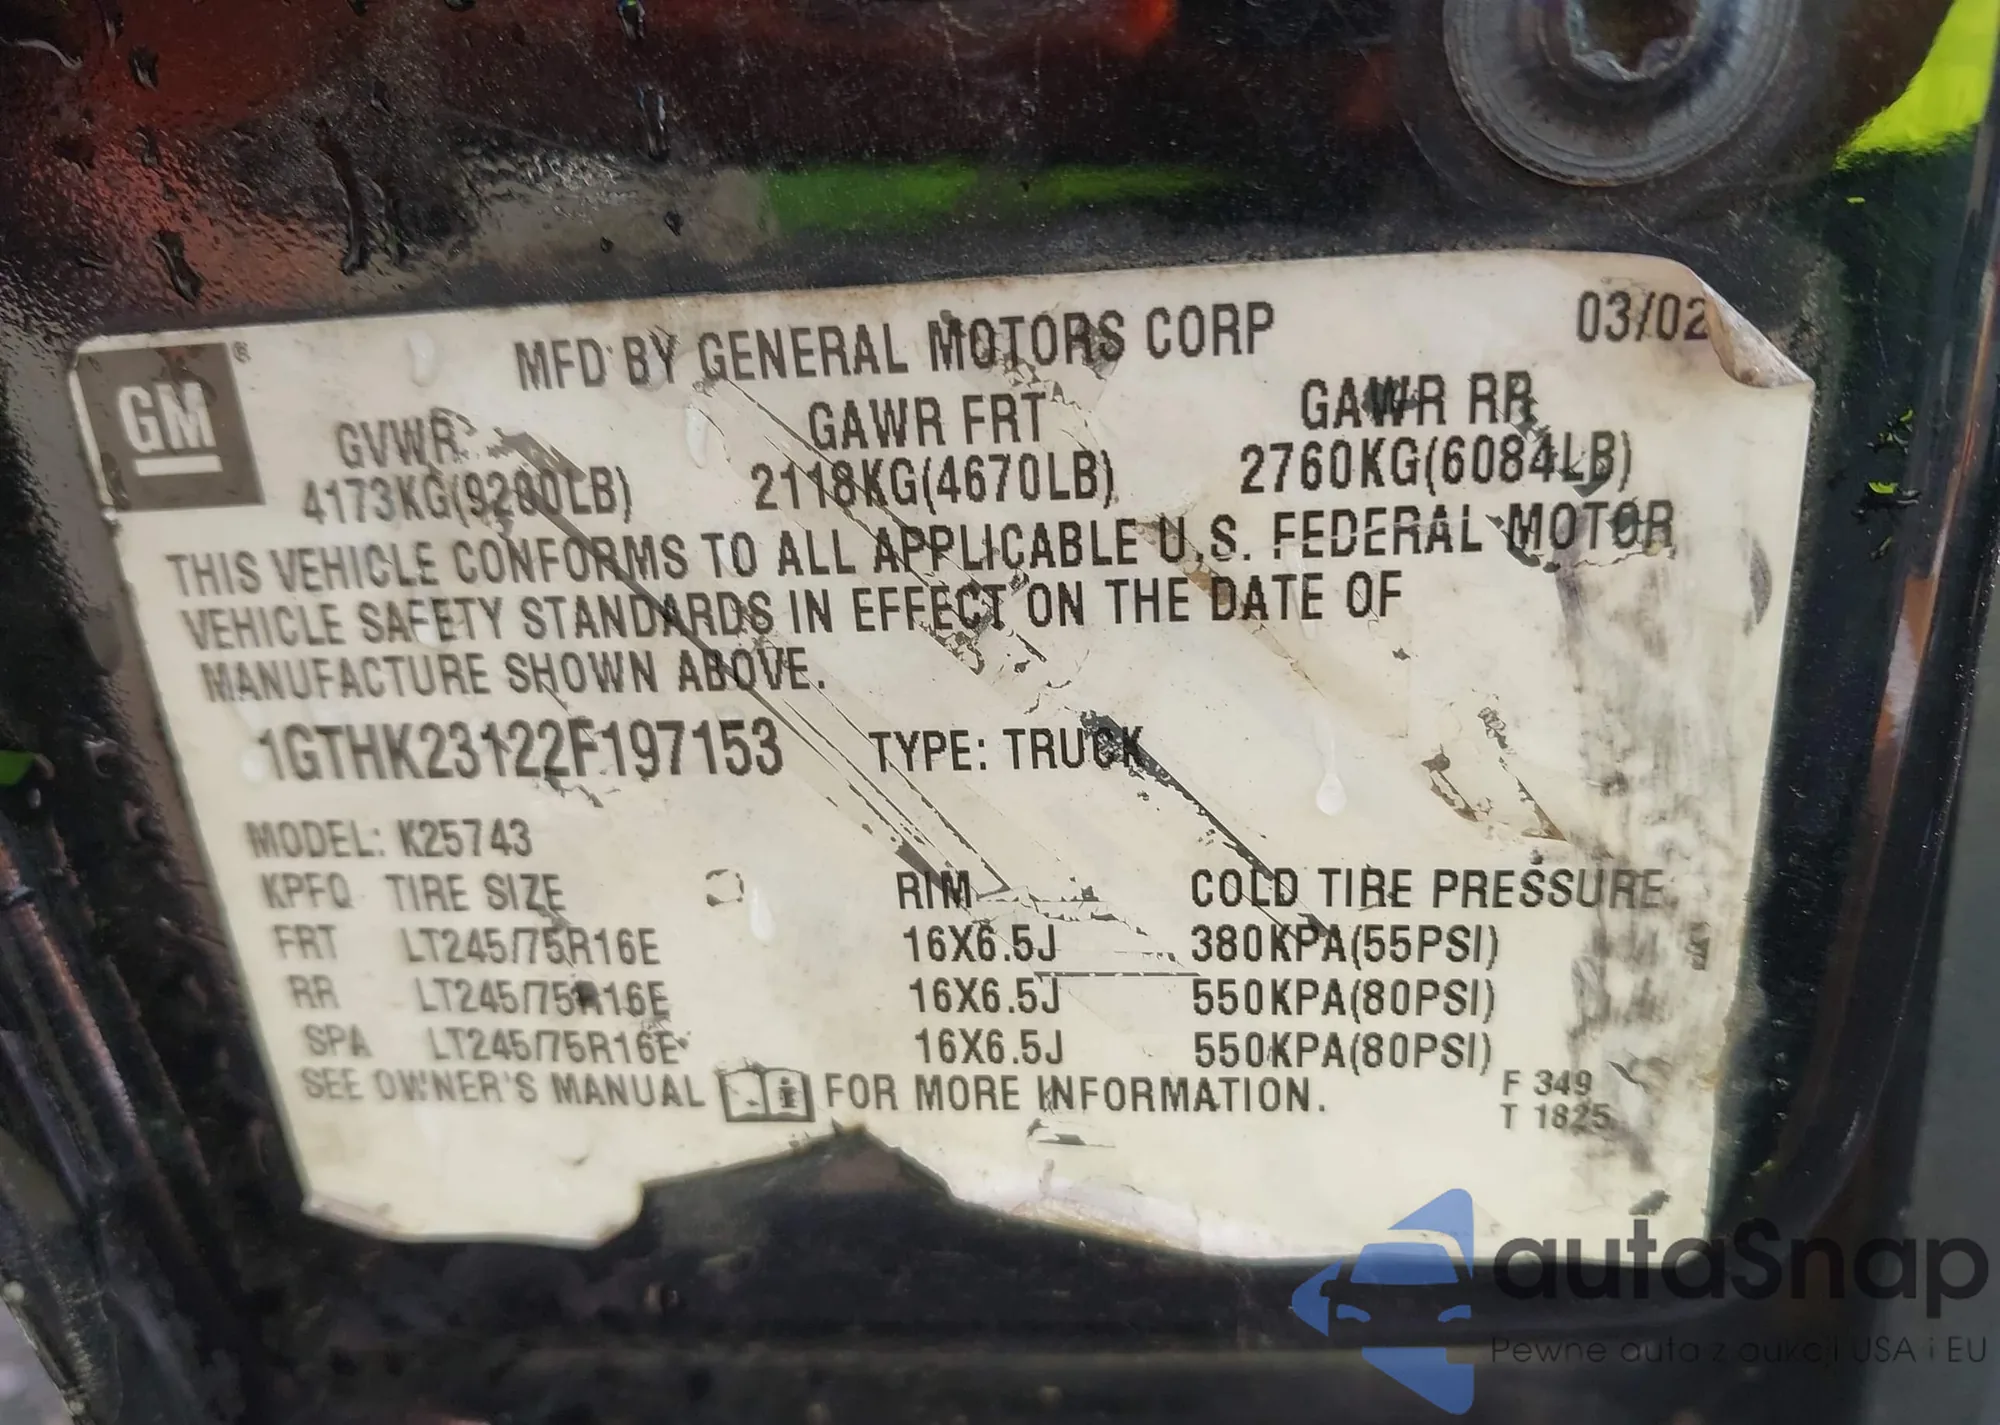 GM®
MFD BY GENERAL MOTORS CORP 03/02
GVWR GAWR FRT GAWR RR
4173KG(9200LB) 2118KG(4670LB) 2760KG(6084LB)
THIS VEHICLE CONFORMS TO ALL APPLICABLE U.S. FEDERAL MOTOR
VEHICLE SAFETY STANDARDS IN EFFECT ON THE DATE OF
MANUFACTURE SHOWN ABOVE.
1GTHK23122F197153 TYPE: TRUCK
MODEL: K25743
KPFQ TIRE SIZE RIM COLD TIRE PRESSURE
FRT LT245/75R16E 16X6.5J 380KPA(55PSI)
RR LT245/75R16E 16X6.5J 550KPA(80PSI)
SPA LT245/75R16E 16X6.5J 550KPA(80PSI)
SEE OWNER'S MANUAL i FOR MORE INFORMATION.
F 349
T 1825
autaSnap
Pewne auta z aukcji USA i EU